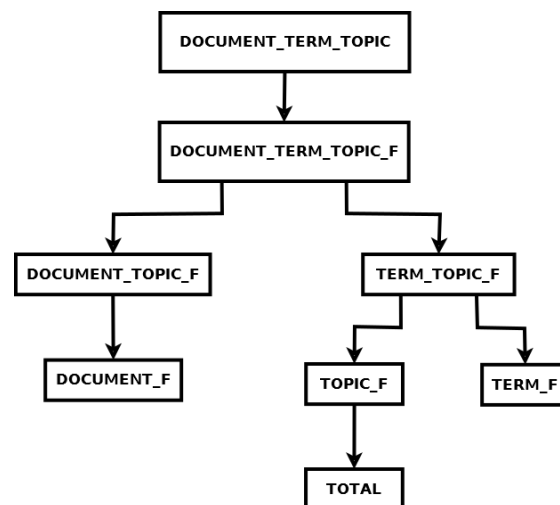 DOCUMENT_TERM_TOPIC
DOCUMENT_TERM_TOPIC_F
DOCUMENT_TOPIC_F
TERM_TOPIC_F
DOCUMENT_F
TOPIC_F
TERM_F
TOTAL